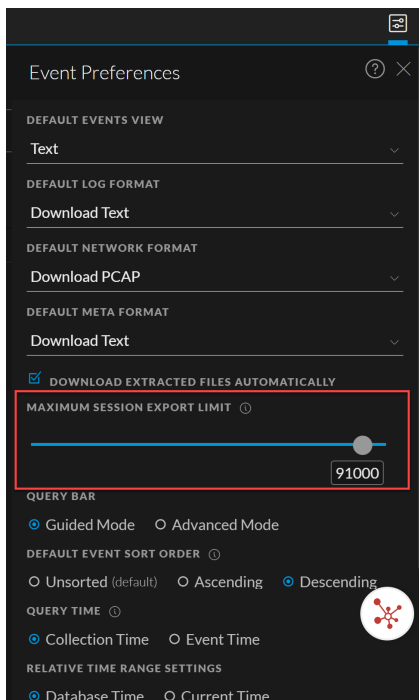 Event Preferences
DEFAULT EVENTS VIEW
Text
DEFAULT LOG FORMAT
Download Text
DEFAULT NETWORK FORMAT
Download PCAP
DEFAULT META FORMAT
Download Text
DOWNLOAD EXTRACTED FILES AUTOMATICALLY
MAXIMUM SESSION EXPORT LIMIT
91000
QUERY BAR
Guided Mode Advanced Mode
DEFAULT EVENT SORT ORDER
Unsorted (default) Ascending Descending
QUERY TIME
Collection Time Event Time
RELATIVE TIME RANGE SETTINGS
Database Time Current Time